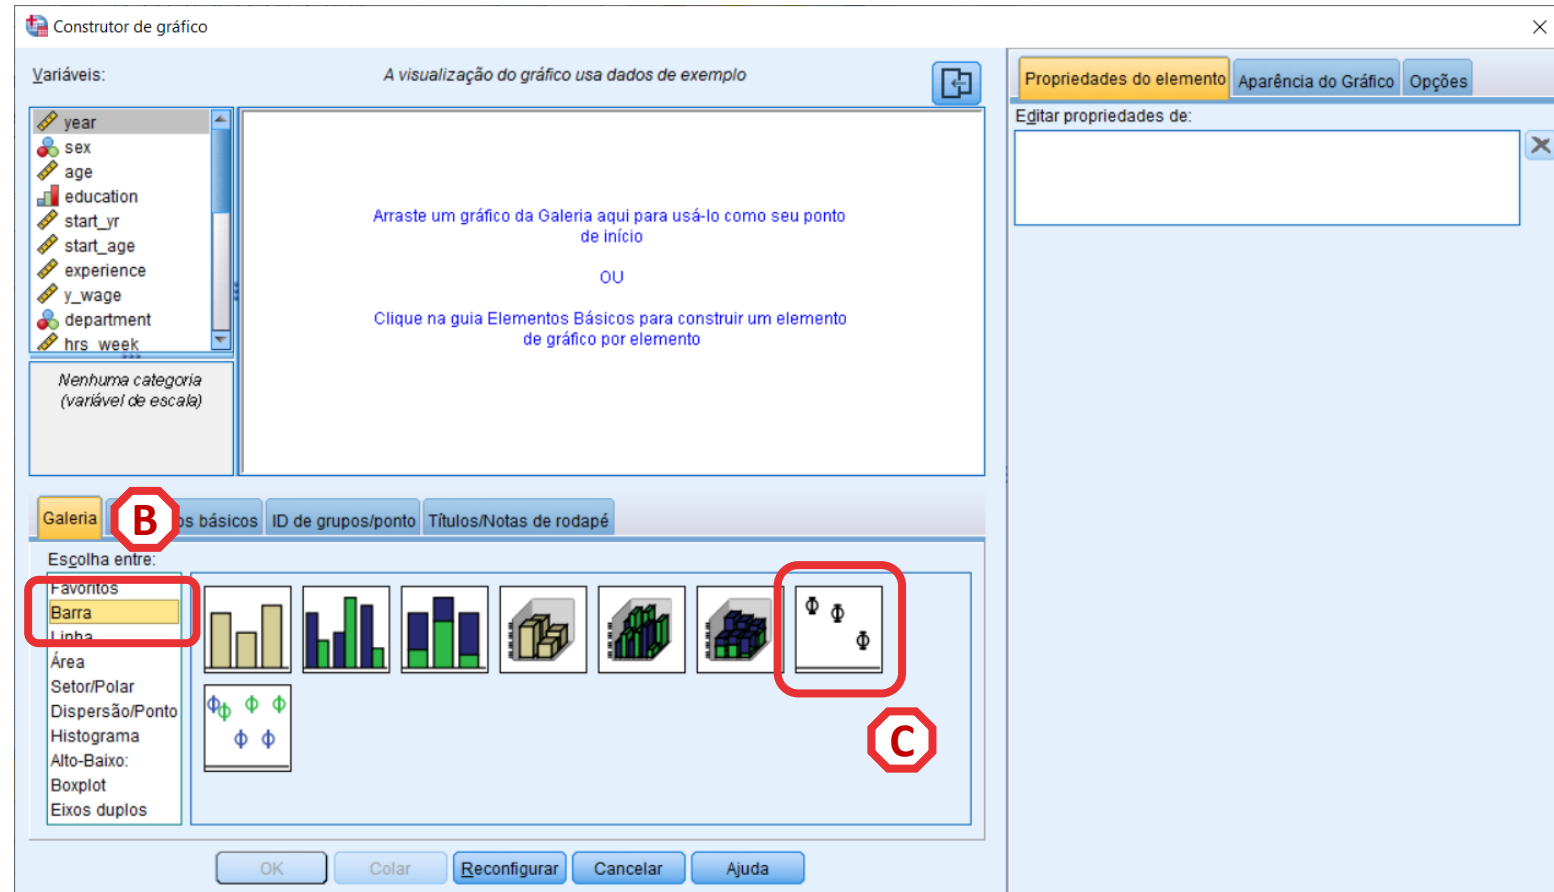 Construtor de gráfico
Variáveis:
A visualização do gráfico usa dados de exemplo
year
sex
age
education
start_yr
start_age
experience
y_wage
department
hrs_week
Nenhuma categoria
(variável de escala)
Arraste um gráfico da Galeria aqui para usá-lo como seu ponto
de início
OU
Clique na guia Elementos Básicos para construir um elemento
de gráfico por elemento
Propriedades do elemento
Aparência do Gráfico
Opções
Editar propriedades de:
Galeria
B
os básicos
ID de grupos/ponto
Títulos/Notas de rodapé
Escolha entre:
Favoritos
Barra
Linha
Área
Setor/Polar
Dispersão/Ponto
Histograma
Alto-Baixo:
Boxplot
Eixos duplos
C
OK
Colar
Reconfigurar
Cancelar
Ajuda